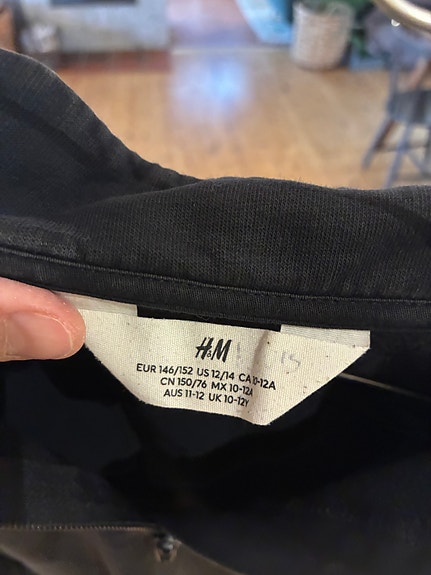 H&M
EUR 146/152 US 12/14 CA 10-12A
CN 150/76 MX 10-12A
AUS 11-12 UK 10-12Y